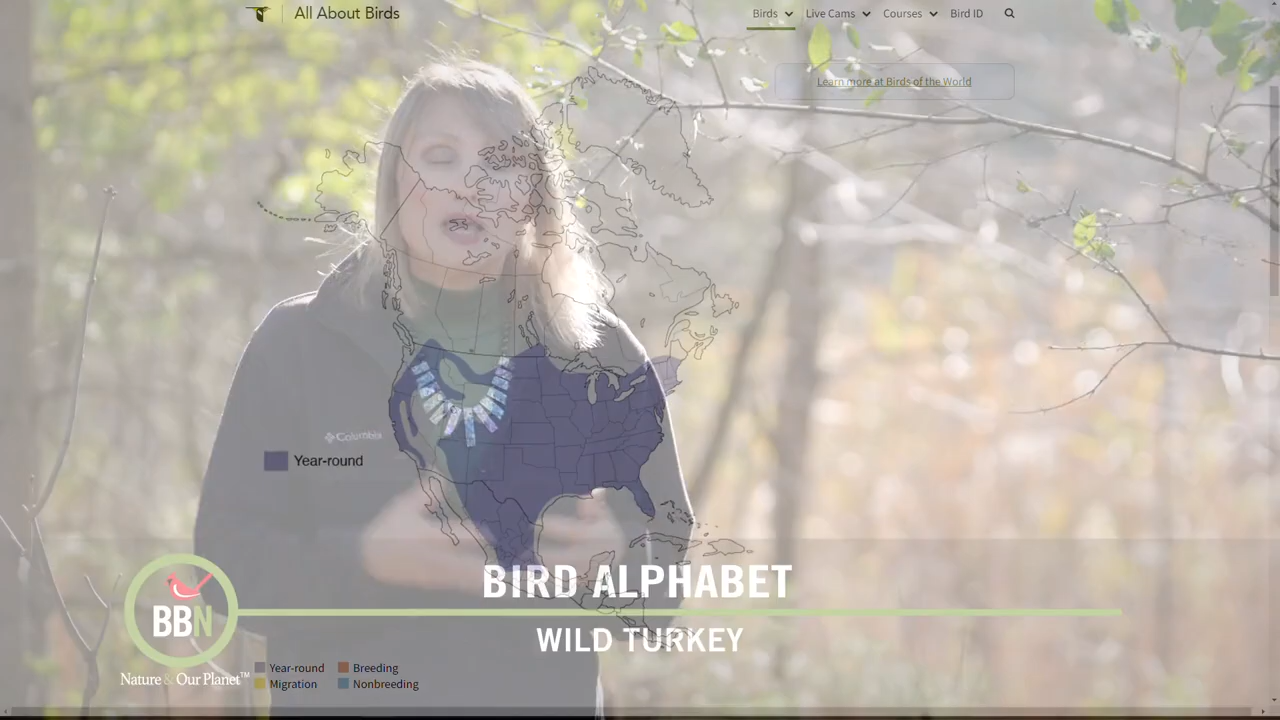 All About Birds
Birds Live Cams Courses Bird ID
Learn more at Birds of the World
Columbia
Year-round
BIRD ALPHABET
BBN
WILD TURKEY
Nature & Our Planet™
Year-round Breeding
Migration Nonbreeding